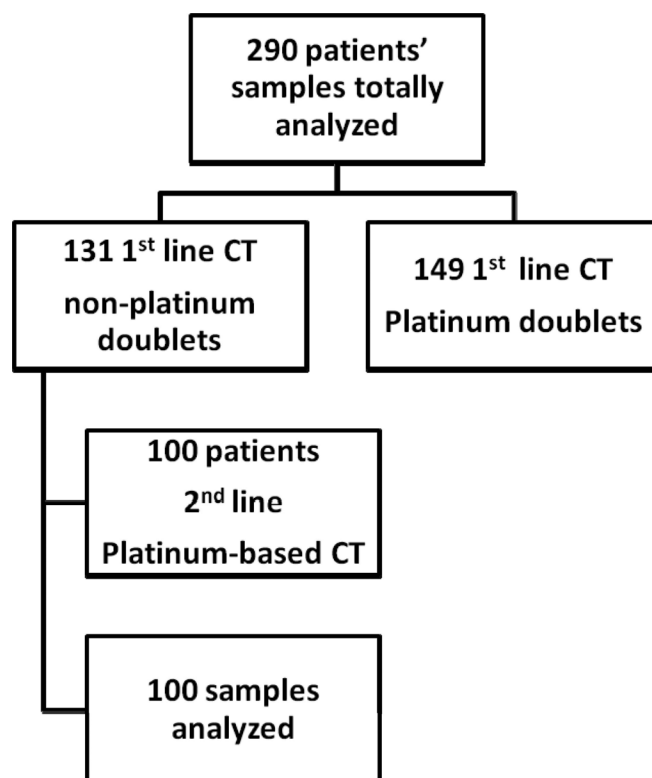 290 patients’
samples totally
analyzed
131 1st line CT
non-platinum
doublets
149 1st line CT
Platinum doublets
100 patients
2nd line
Platinum-based CT
100 samples
analyzed